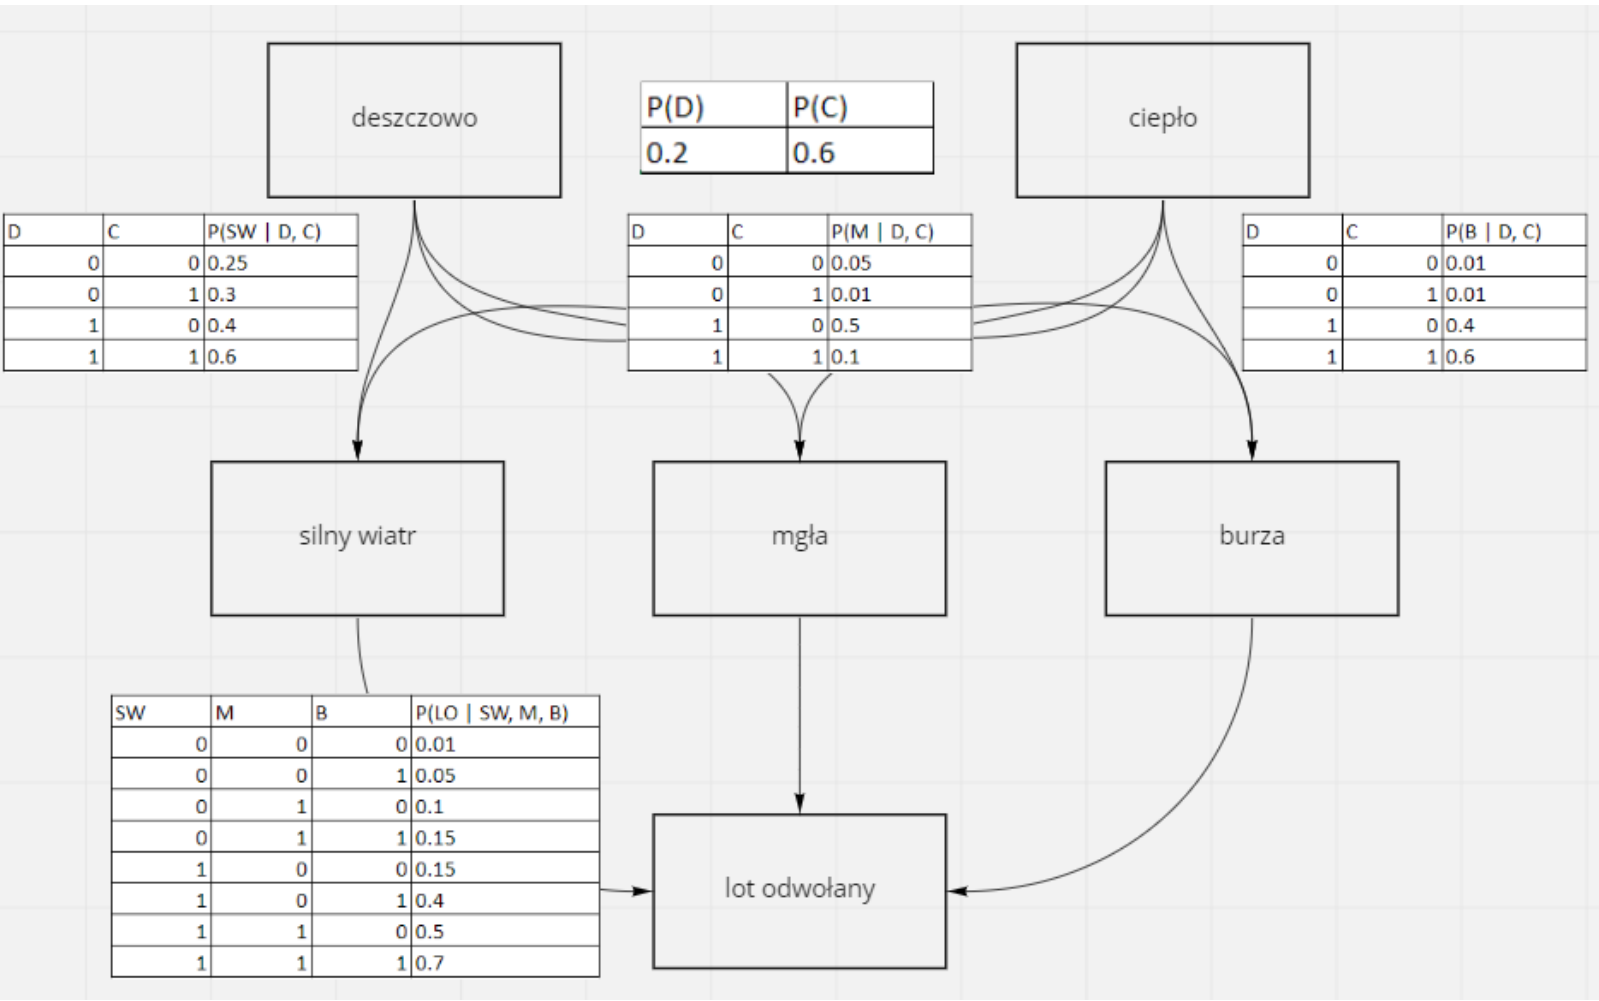 deszczowo
P(D) P(C)
0.2 0.6
ciepło
D C P(SW | D, C)
0 0 0.25
0 1 0.3
1 0 0.4
1 1 0.6
D C P(M | D, C)
0 0 0.05
0 1 0.01
1 0 0.5
1 1 0.1
D C P(B | D, C)
0 0 0.01
0 1 0.01
1 0 0.4
1 1 0.6
silny wiatr
mgła
burza
SW M B P(LO | SW, M, B)
0 0 0 0.01
0 0 1 0.05
0 1 0 0.1
0 1 1 0.15
1 0 0 0.15
1 0 1 0.4
1 1 0 0.5
1 1 1 0.7
lot odwołany